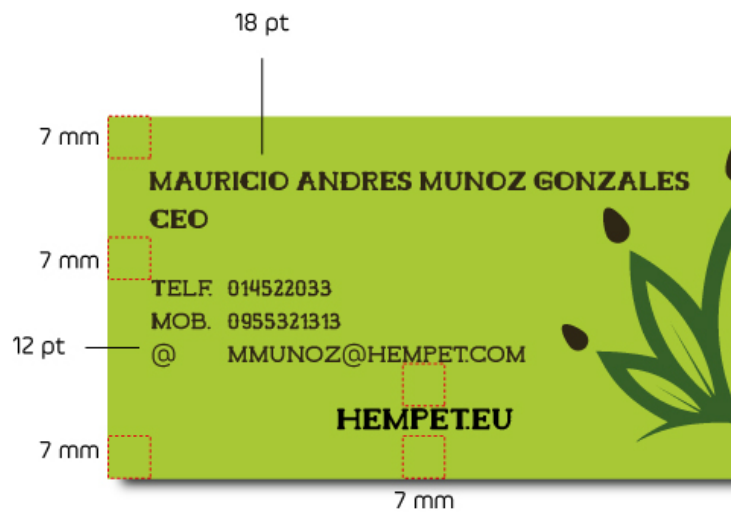 18 pt
7 mm
MAURICIO ANDRES MUNOZ GONZALES
CEO
7 mm
TELF. 014522033
MOB. 0955321313
12 pt
@ MMUNOZ@HEMPET.COM
HEMPET.EU
7 mm
7 mm